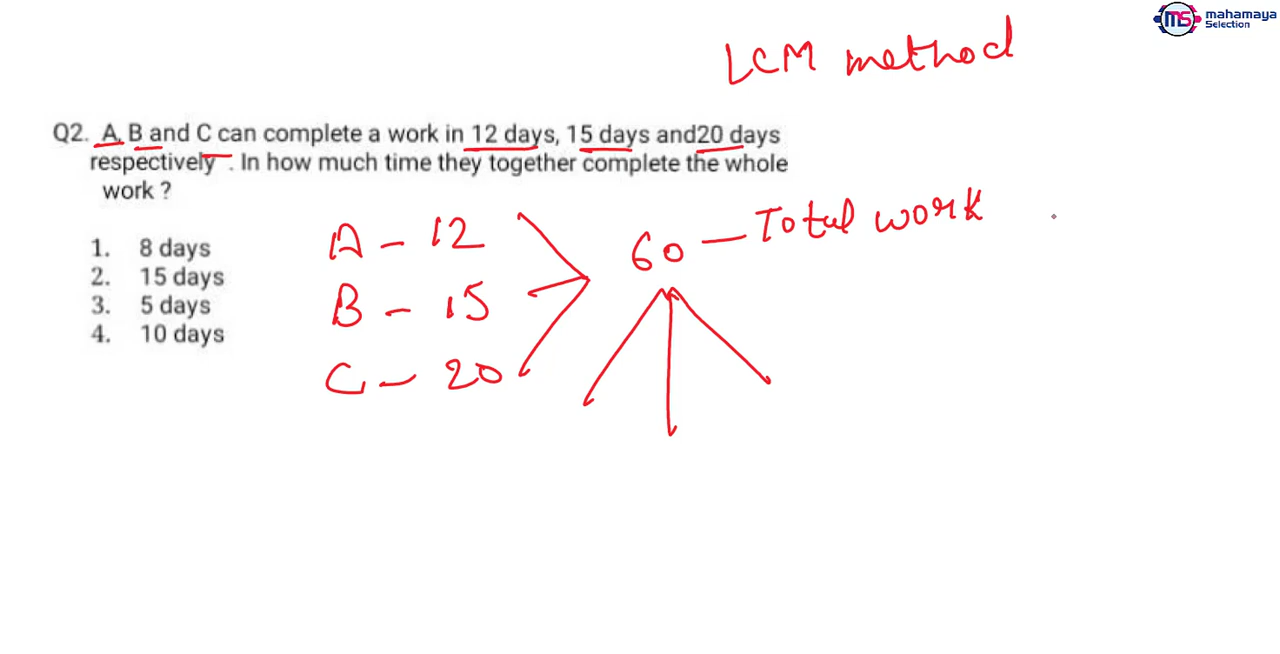 mahamaya
Selection
LCM method
Q2. A, B and C can complete a work in 12 days, 15 days and20 days
respectively . In how much time they together complete the whole
work ?
1. 8 days
2. 15 days
3. 5 days
4. 10 days
A - 12
B - 15
C - 20
60 - Total work